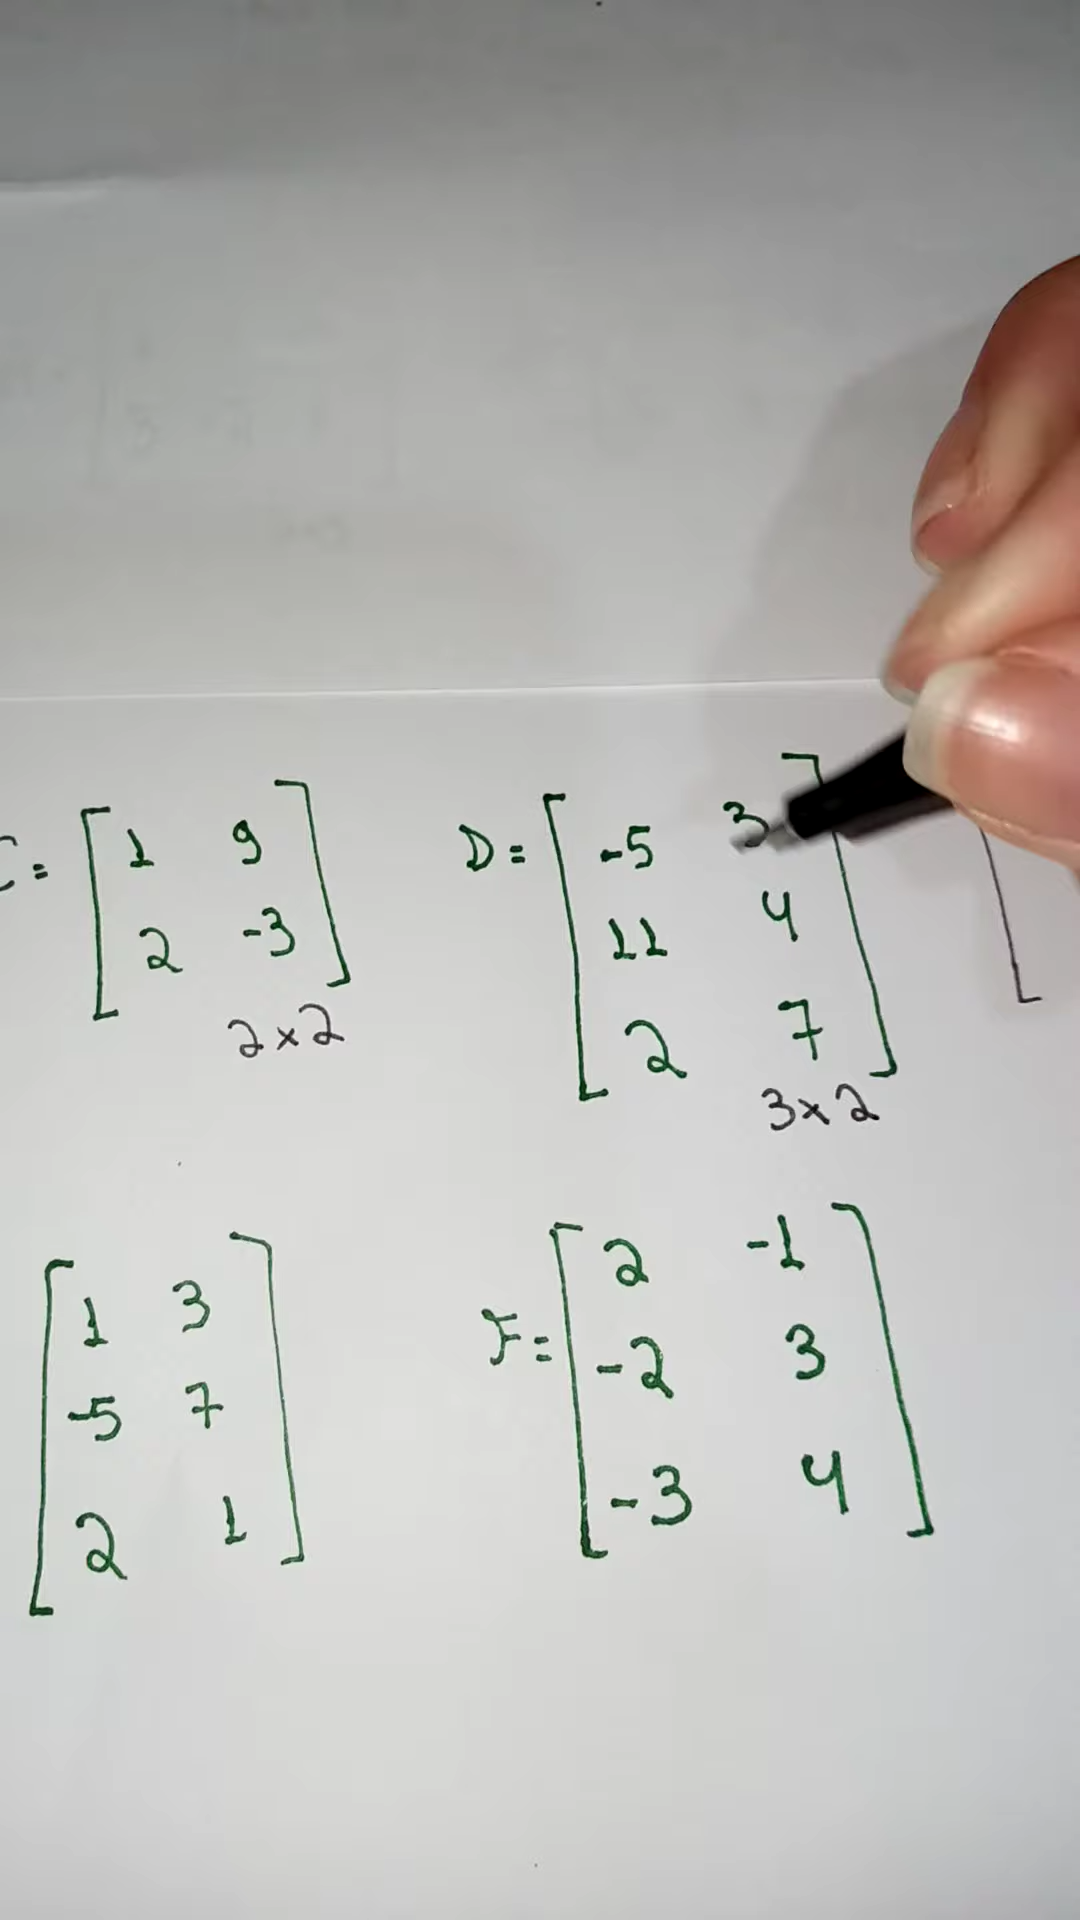 C = [ 1 9
2 -3 ]
2 x 2
D = [ -5 3
11 4
2 7 ]
3 x 2
[ 1 3
-5 7
2 1 ]
F = [ 2 -1
-2 3
-3 4 ]